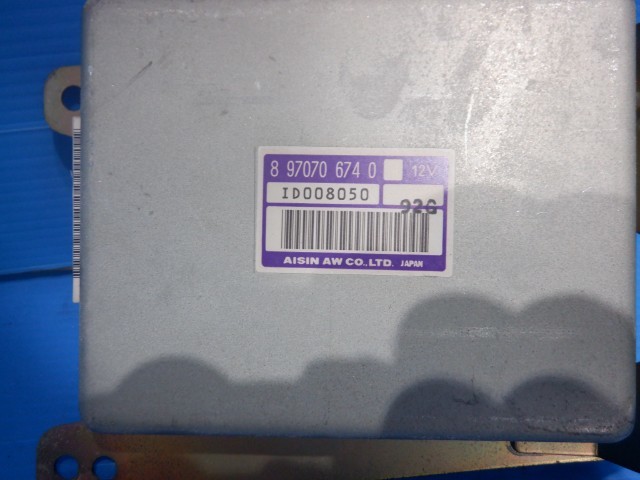 8 97070 674 0 12V
ID008050
92G
AISIN AW CO.,LTD. JAPAN